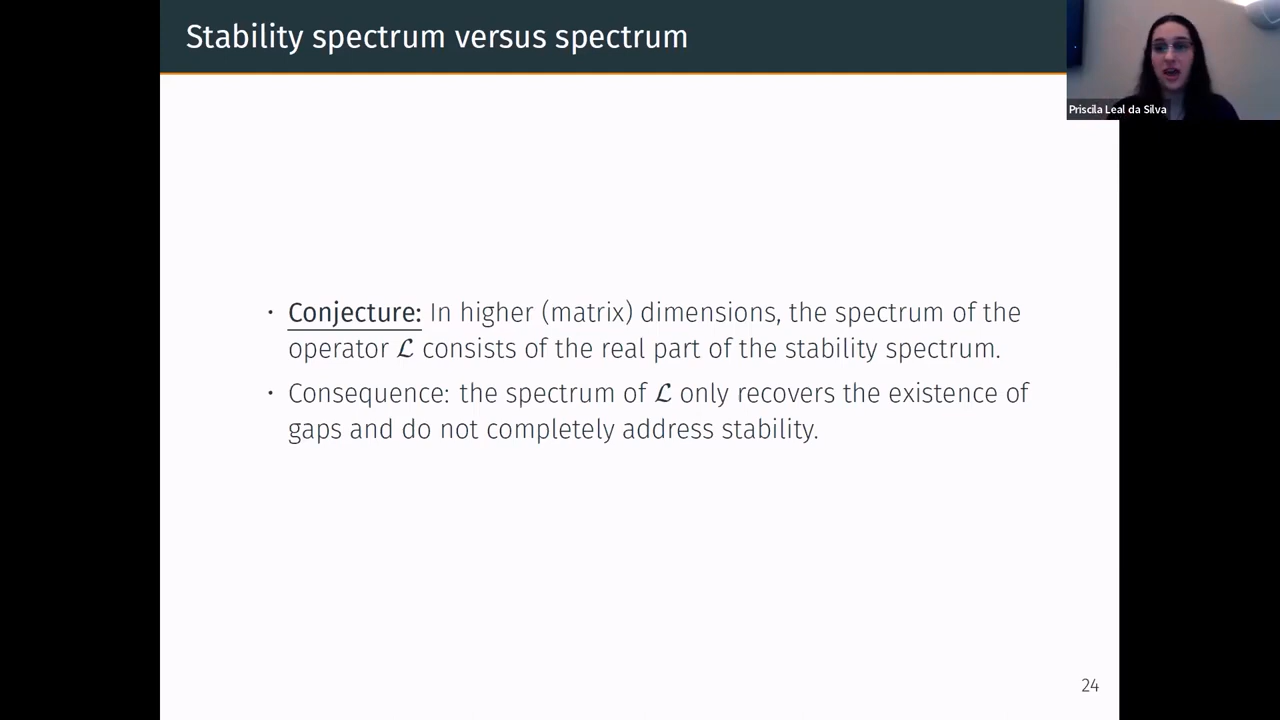 Stability spectrum versus spectrum
Priscila Leal da Silva
· Conjecture: In higher (matrix) dimensions, the spectrum of the
operator ℒ consists of the real part of the stability spectrum.
· Consequence: the spectrum of ℒ only recovers the existence of
gaps and do not completely address stability.
24